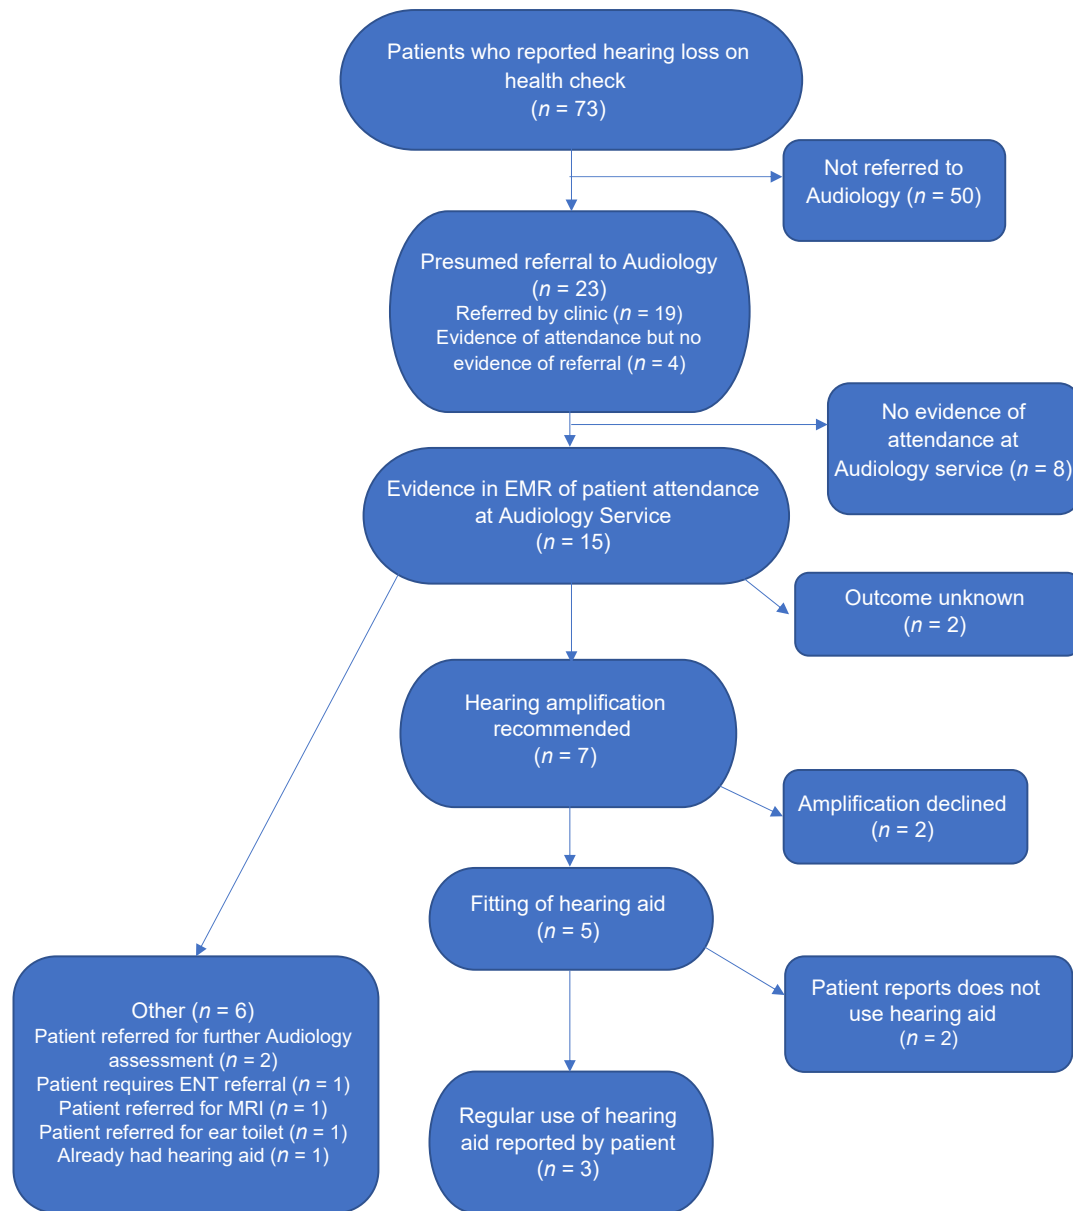 Patients who reported hearing loss on
health check
(n = 73)
Not referred to
Audiology (n = 50)
Presumed referral to Audiology
(n = 23)
Referred by clinic (n = 19)
Evidence of attendance but no
evidence of referral (n = 4)
No evidence of
attendance at
Audiology service (n = 8)
Evidence in EMR of patient attendance
at Audiology Service
(n = 15)
Outcome unknown
(n = 2)
Hearing amplification
recommended
(n = 7)
Amplification declined
(n = 2)
Fitting of hearing aid
(n = 5)
Patient reports does not
use hearing aid
(n = 2)
Other (n = 6)
Patient referred for further Audiology
assessment (n = 2)
Patient requires ENT referral (n = 1)
Patient referred for MRI (n = 1)
Patient referred for ear toilet (n = 1)
Already had hearing aid (n = 1)
Regular use of hearing
aid reported by patient
(n = 3)